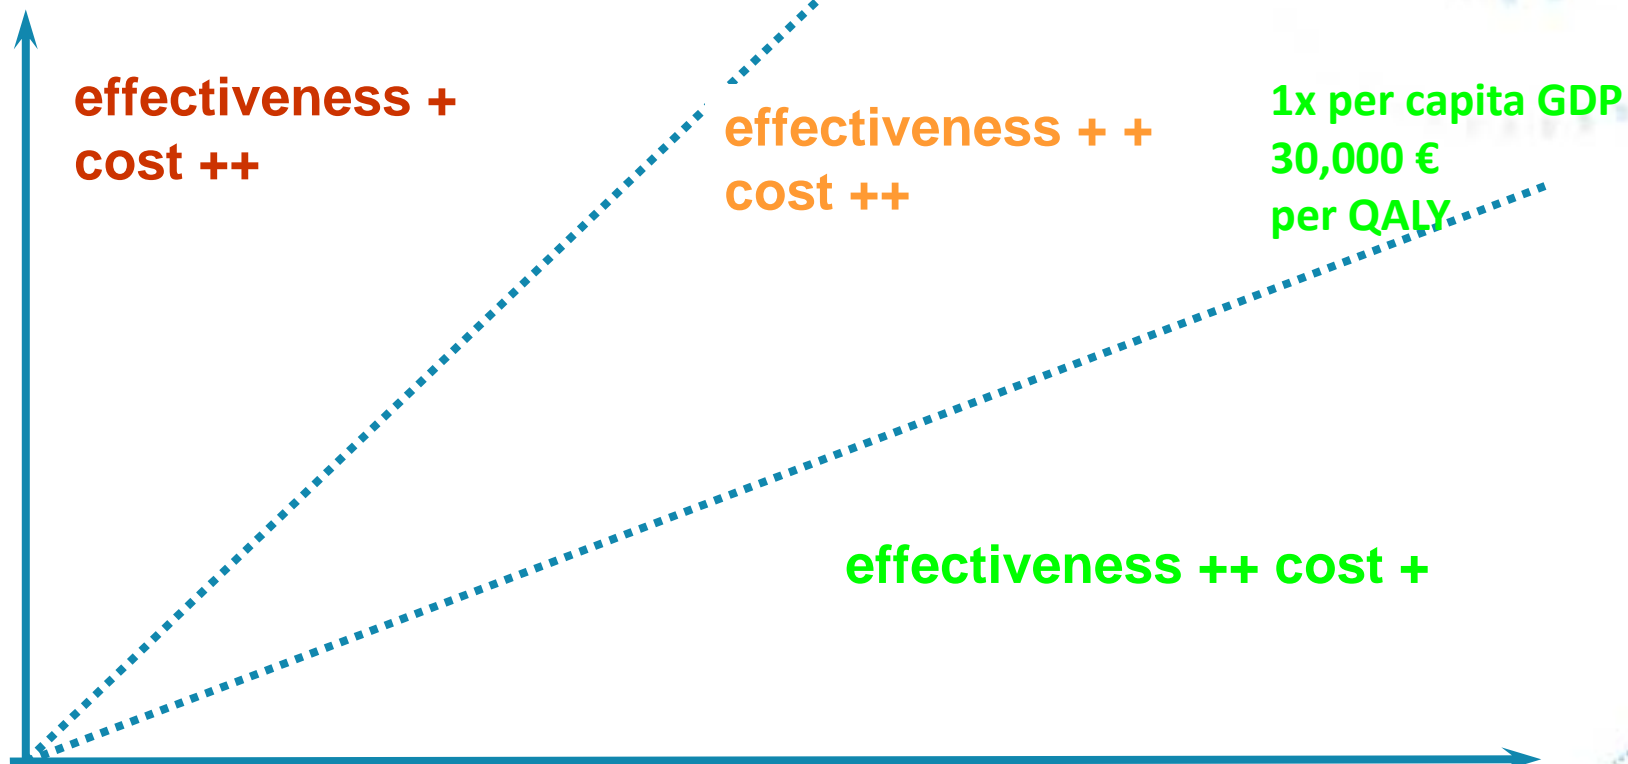 effectiveness +
cost ++
effectiveness + +
cost ++
1x per capita GDP
30,000 €
per QALY
effectiveness ++ cost +